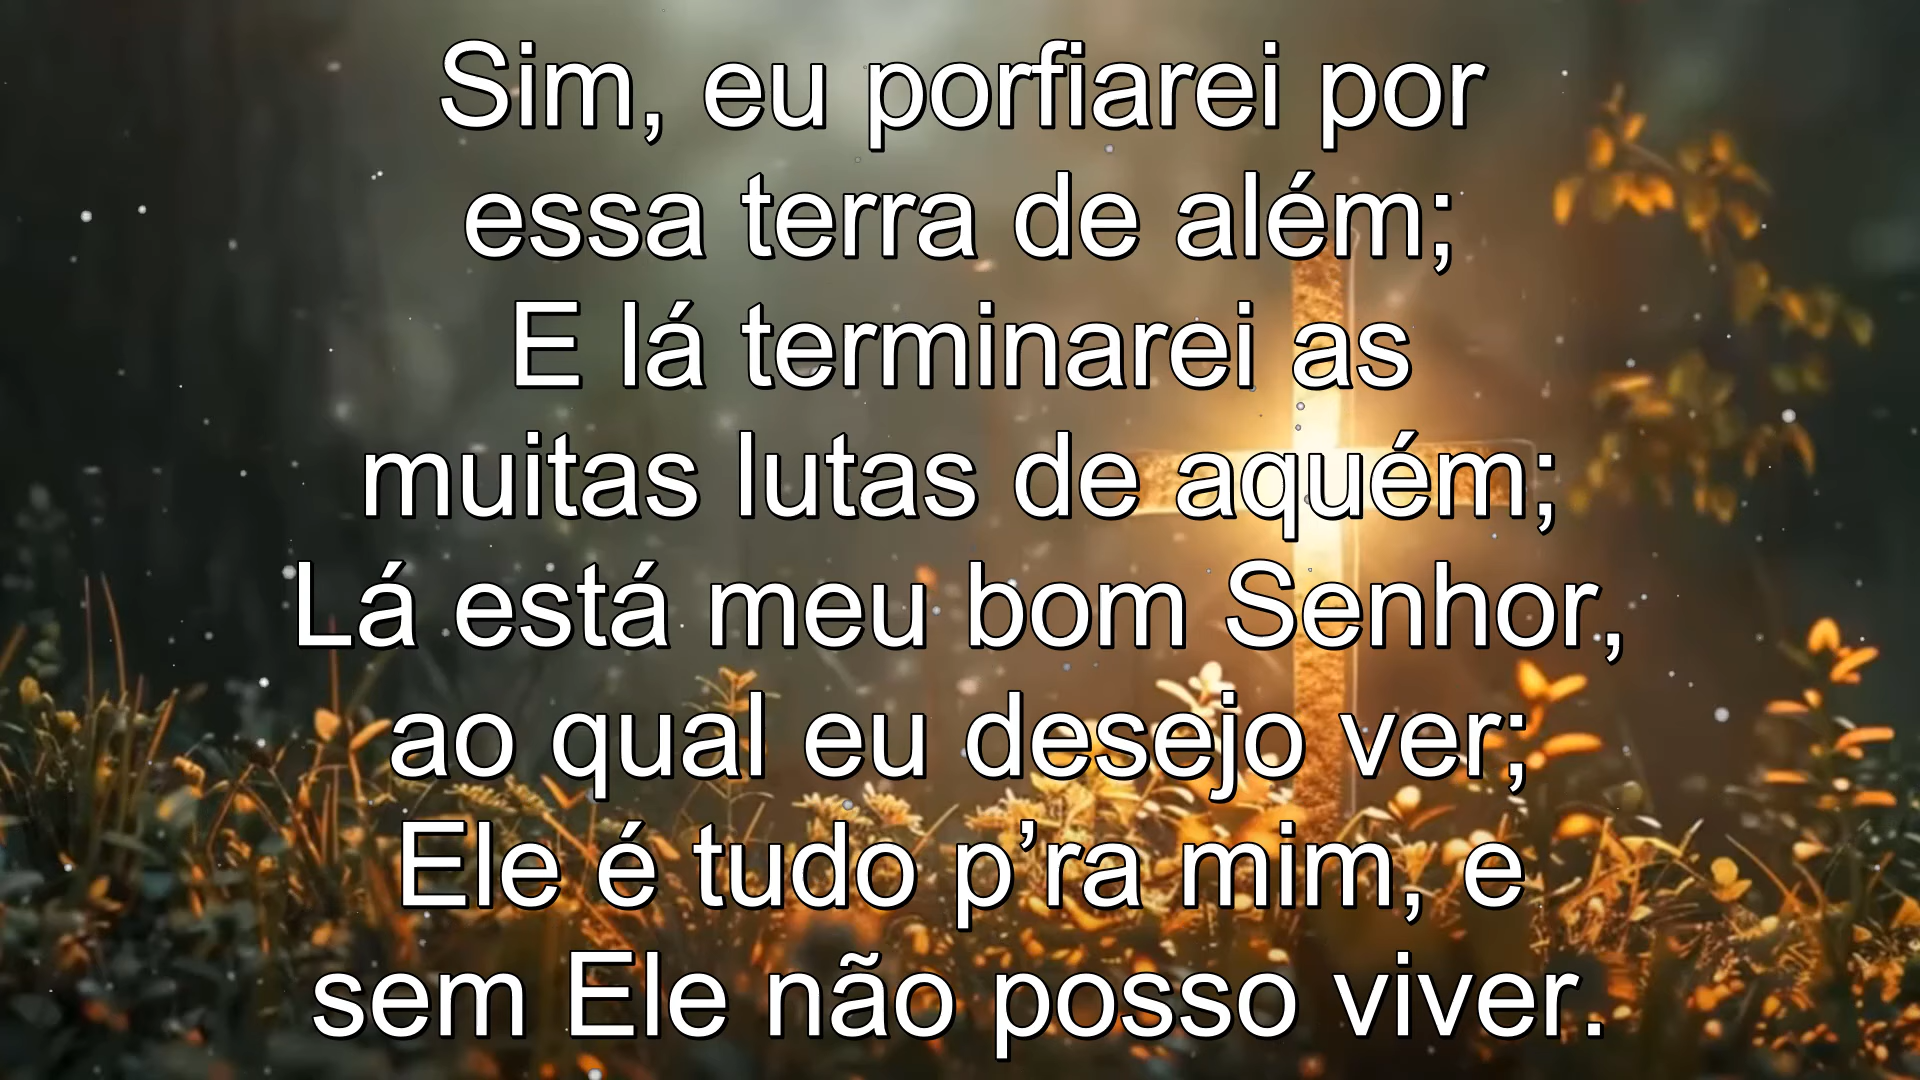 Sim, eu porfiarei por
essa terra de além;
E lá terminarei as
muitas lutas de aquém;
Lá está meu bom Senhor,
ao qual eu desejo ver;
Ele é tudo p’ra mim, e
sem Ele não posso viver.